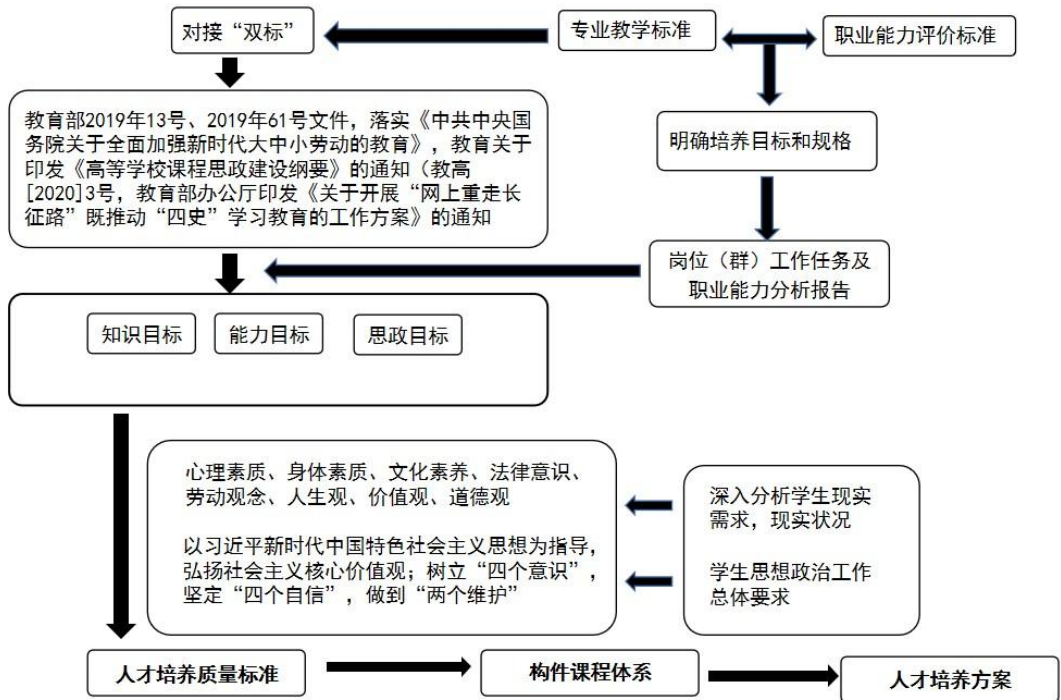 对接“双标”
专业教学标准
职业能力评价标准
教育部2019年13号、2019年61号文件，落实《中共中央国
务院关于全面加强新时代大中小劳动的教育》，教育关于
印发《高等学校课程思政建设纲要》的通知（教高
[2020]3号，教育部办公厅印发《关于开展“网上重走长
征路”既推动“四史”学习教育的工作方案》的通知
明确培养目标和规格
岗位（群）工作任务及
职业能力分析报告
知识目标
能力目标
思政目标
心理素质、身体素质、文化素养、法律意识、
劳动观念、人生观、价值观、道德观
以习近平新时代中国特色社会主义思想为指导，
弘扬社会主义核心价值观；树立“四个意识”，
坚定“四个自信”，做到“两个维护”
深入分析学生现实
需求，现实状况
学生思想政治工作
总体要求
人才培养质量标准
构件课程体系
人才培养方案